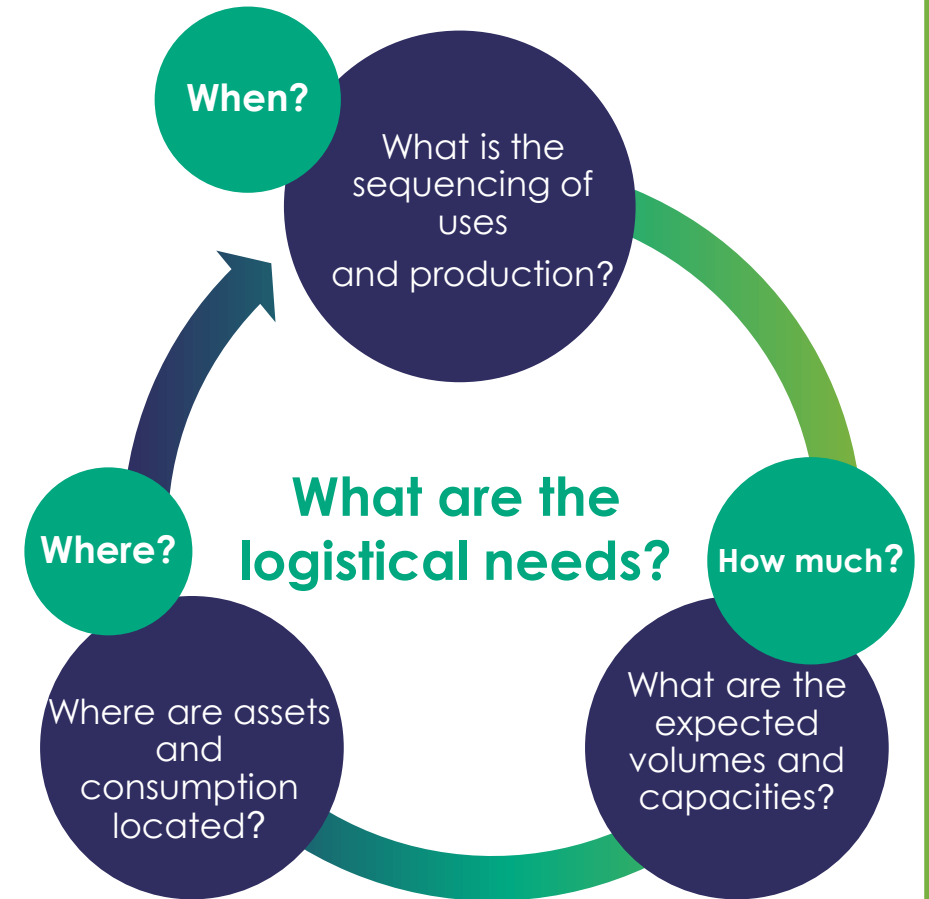 When?
What is the
sequencing of
uses
and production?
What are the
logistical needs?
Where?
How much?
Where are assets
and
consumption
located?
What are the
expected
volumes and
capacities?